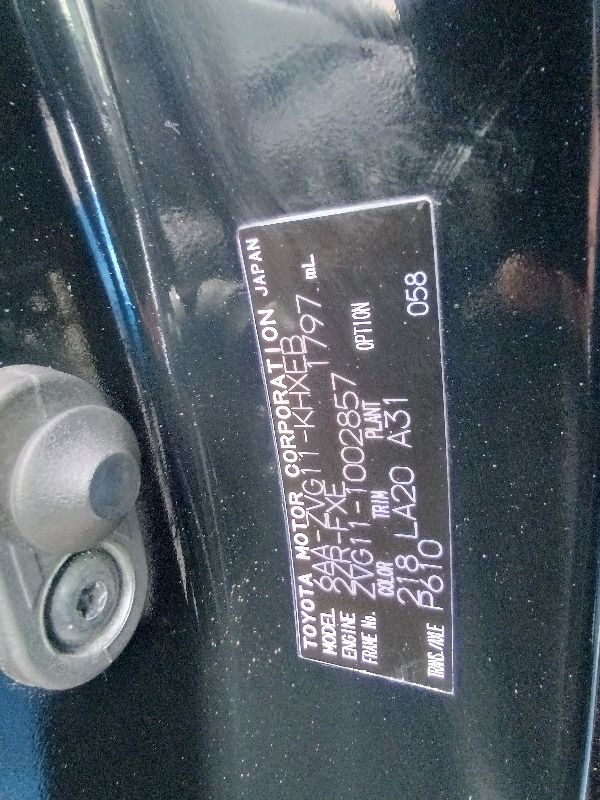 TOYOTA MOTOR CORPORATION JAPAN
MODEL 6AA-ZVG11-KHXEB
ENGINE 2ZR-FXE 1797 mL
FRAME No. ZVG11-1002857
COLOR TRIM PLANT OPTION
218 LA20 A31
TRANS./AXLE P610 058